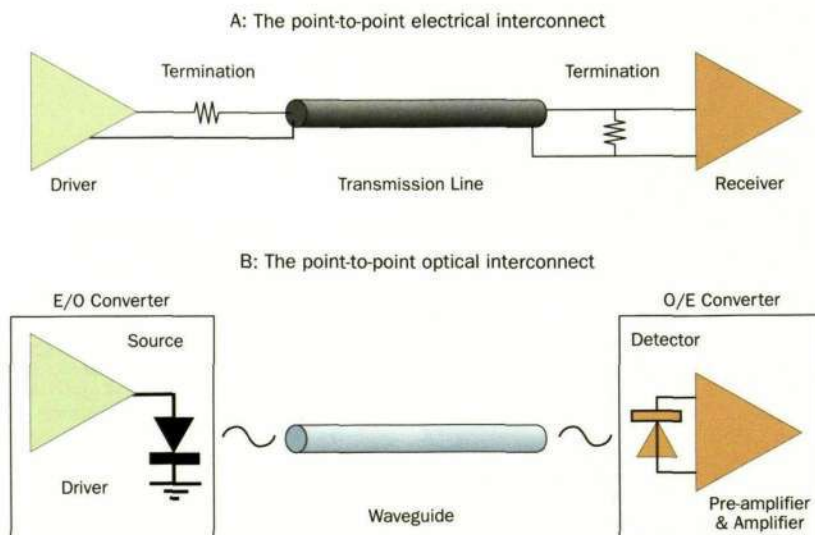 A: The point-to-point electrical interconnect
Termination
Termination
Driver
Transmission Line
Receiver
B: The point-to-point optical interconnect
E/O Converter
O/E Converter
Source
Detector
Driver
Waveguide
Pre-amplifier
& Amplifier